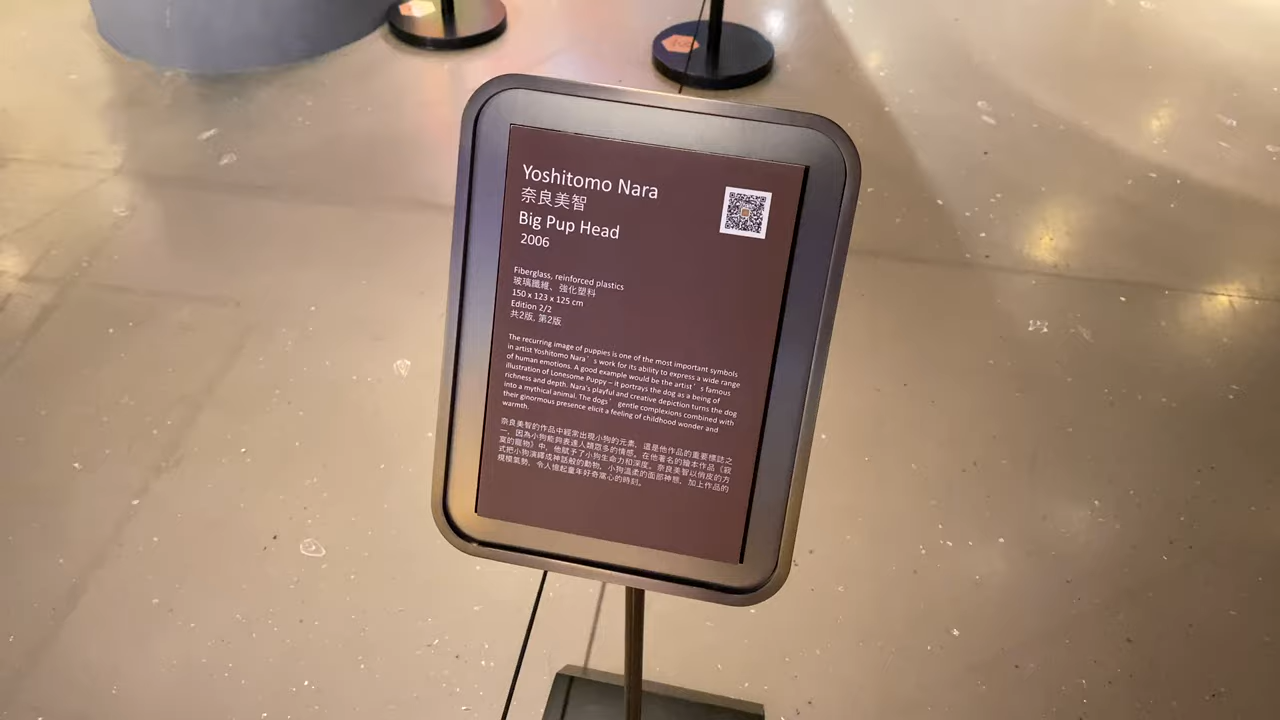 Yoshitomo Nara
奈良美智
Big Pup Head
2006
Fiberglass, reinforced plastics
玻璃纖維、強化塑料
150 x 123 x 125 cm
Edition 2/2
共2版, 第2版
The recurring image of puppies is one of the most important symbols
in artist Yoshitomo Nara's work for its ability to express a wide range
of human emotions. A good example would be the artist's famous
illustration of Lonesome Puppy – it portrays the dog as a being of
richness and depth. Nara's playful and creative depiction turns the dog
into a mythical animal. The dogs' gentle complexions combined with
their ginormous presence elicit a feeling of childhood wonder and
warmth.
奈良美智的作品中經常出現小狗的元素, 這是他作品的重要標誌之
一, 因為小狗能夠表達人類眾多的情感。在他著名的繪本作品《寂
寞的寵物》中, 他賦予了小狗生命力和深度。奈良美智以俏皮的方
式把小狗演繹成神話般的動物, 小狗溫柔的面部神態, 加上作品的
規模氣勢, 令人憶起童年好奇窩心的時刻。